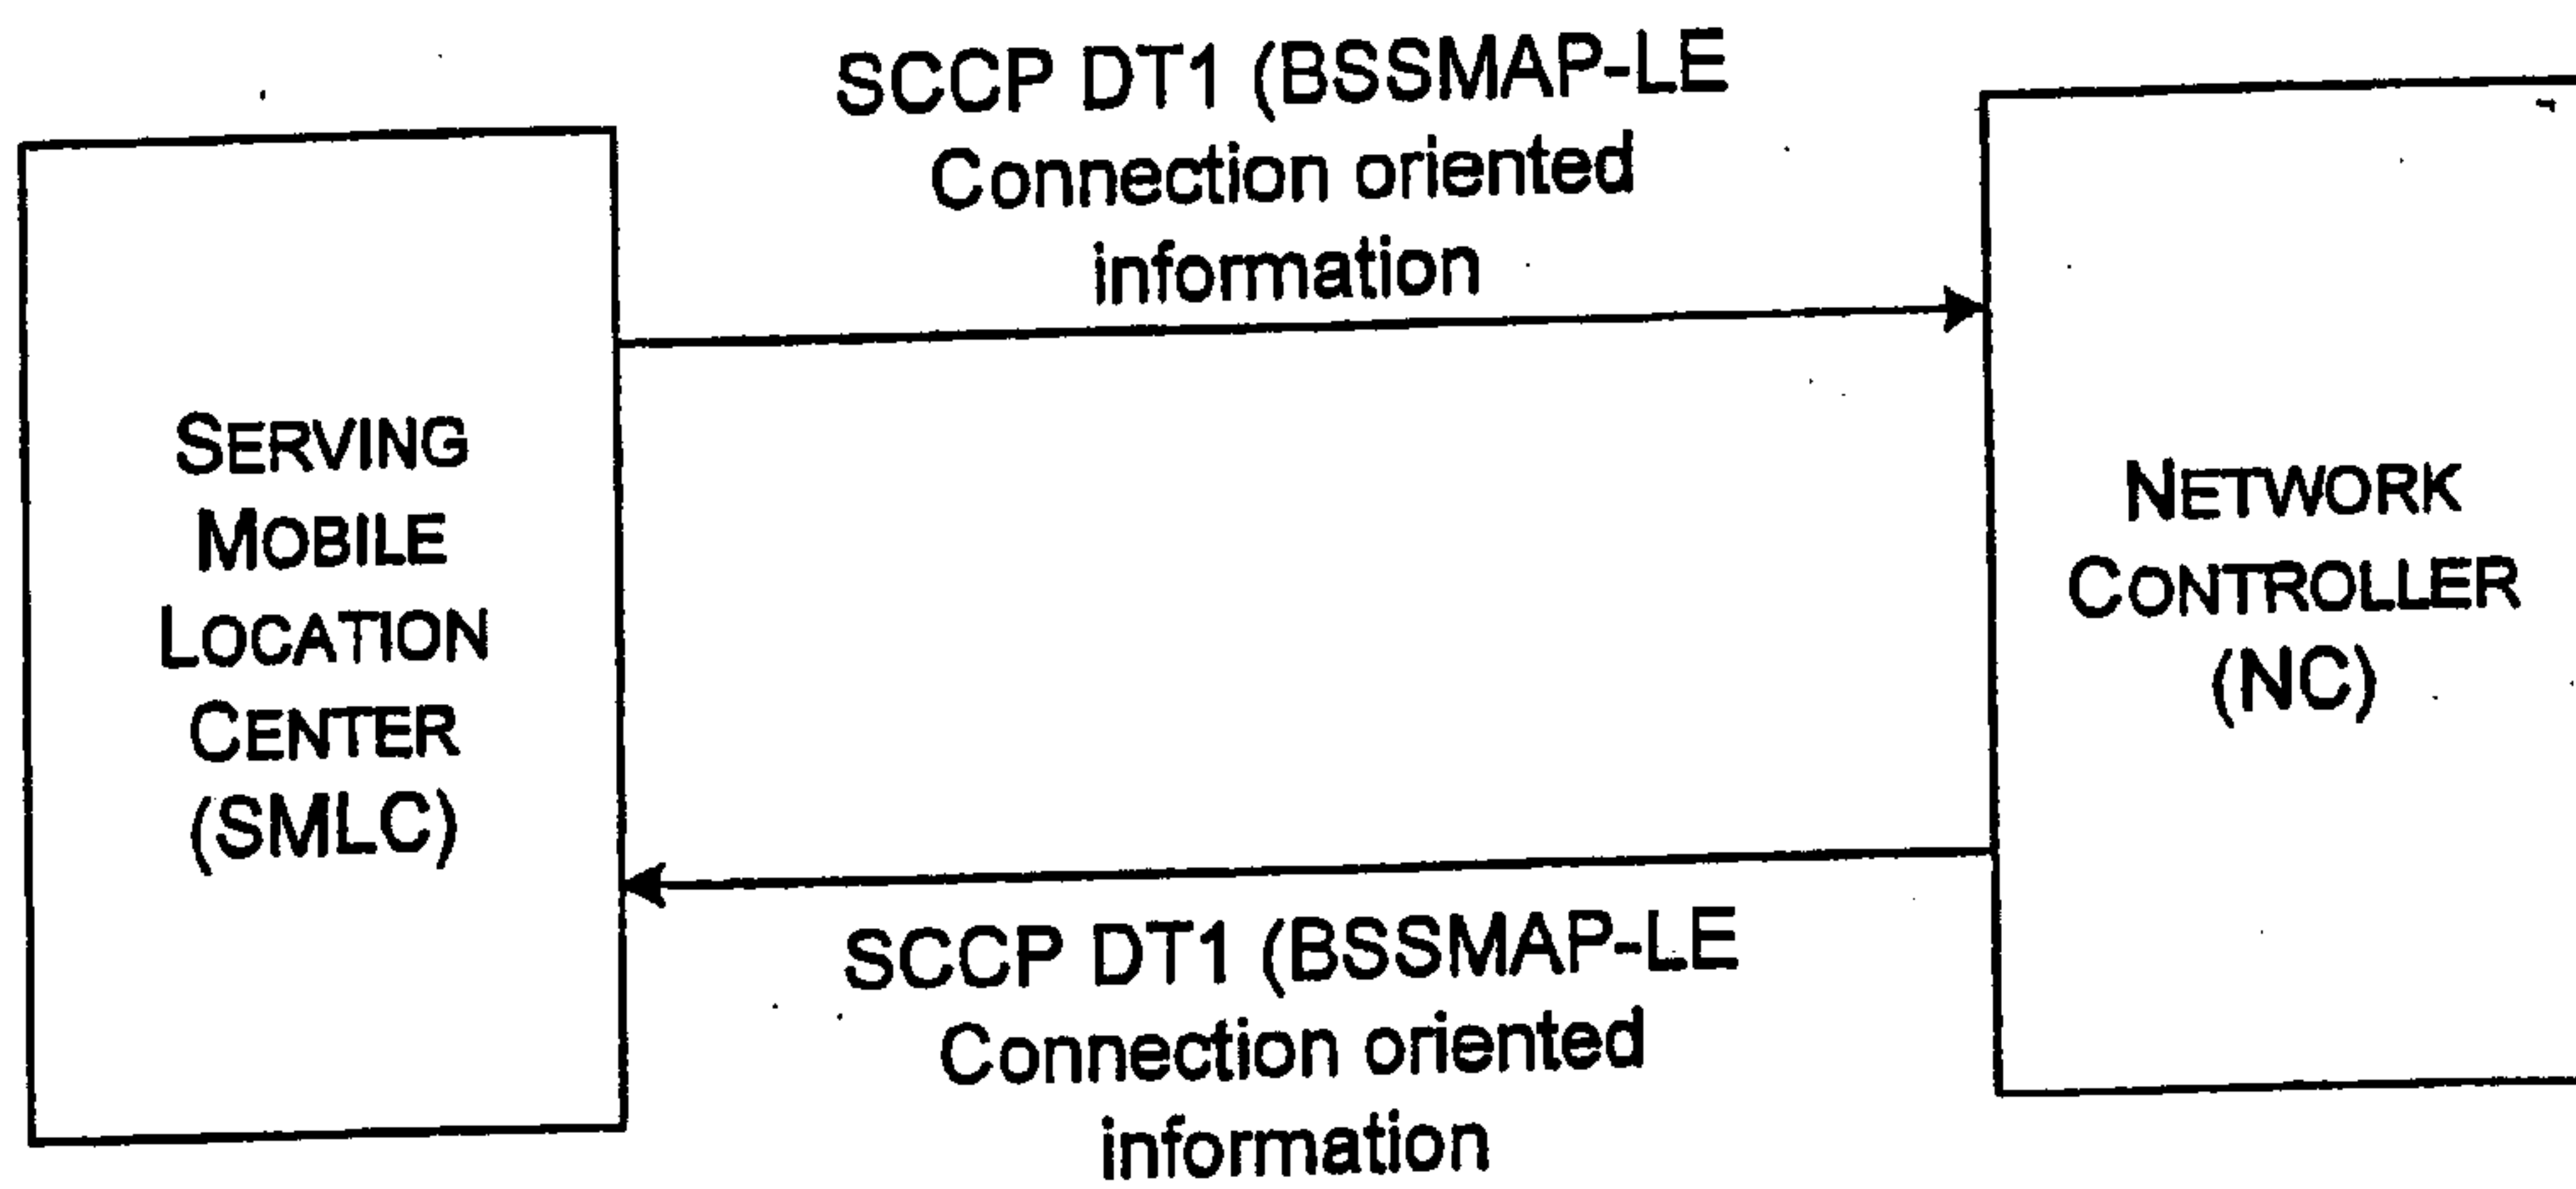 SCCP DT1 (BSSMAP-LE
Connection oriented
information
SERVING
MOBILE
LOCATION
CENTER
(SMLC)
NETWORK
CONTROLLER
(NC)
SCCP DT1 (BSSMAP-LE
Connection oriented
information